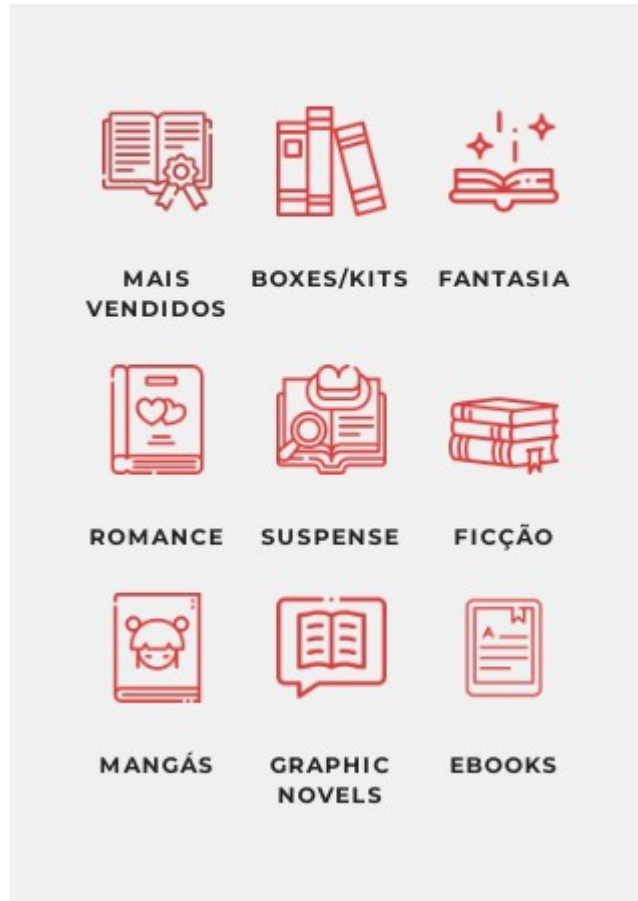 MAIS
VENDIDOS
BOXES/KITS
FANTASIA
ROMANCE
SUSPENSE
FICÇÃO
MANGÁS
GRAPHIC
NOVELS
EBOOKS